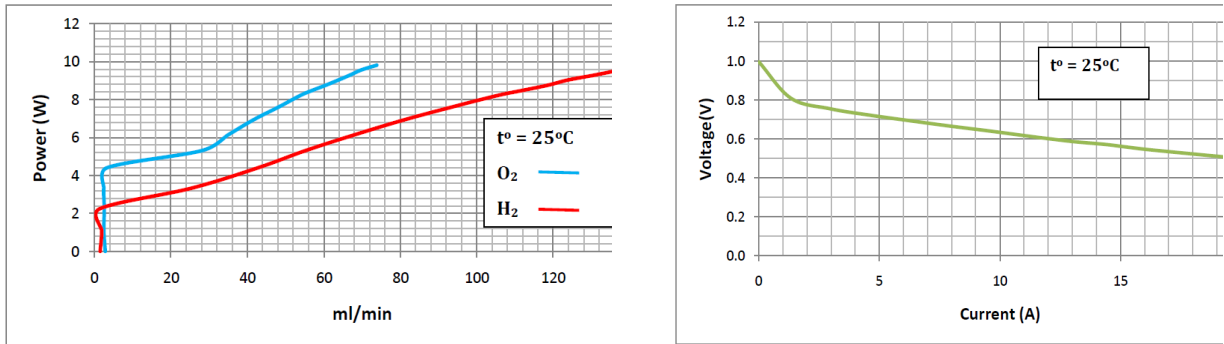 12
10
8
6
4
2
0
Power (W)
0 20 40 60 80 100 120
ml/min
tº = 25ºC
O₂
H₂
1.2
1.0
0.8
0.6
0.4
0.2
0.0
Voltage(V)
0 5 10 15
Current (A)
tº = 25ºC